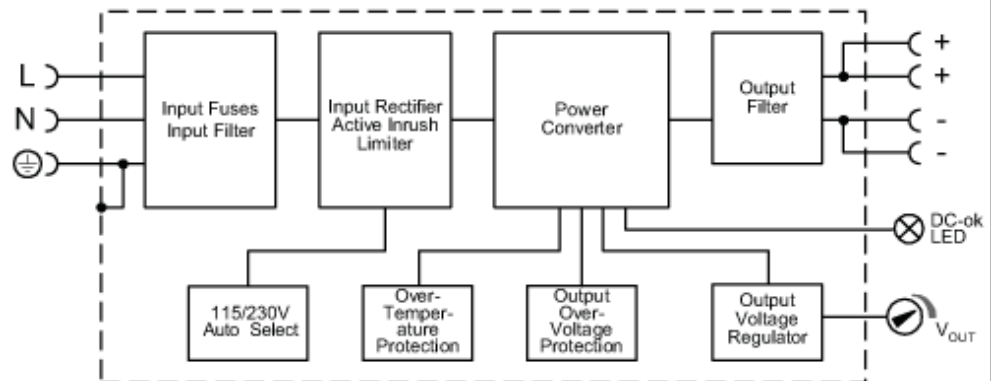 L
N
Input Fuses
Input Filter
Input Rectifier
Active Inrush
Limiter
Power
Converter
Output
Filter
+
+
-
-
DC-ok
LED
115/230V
Auto Select
Over-
Temper-
ature
Protection
Output
Over-
Voltage
Protection
Output
Voltage
Regulator
VOUT